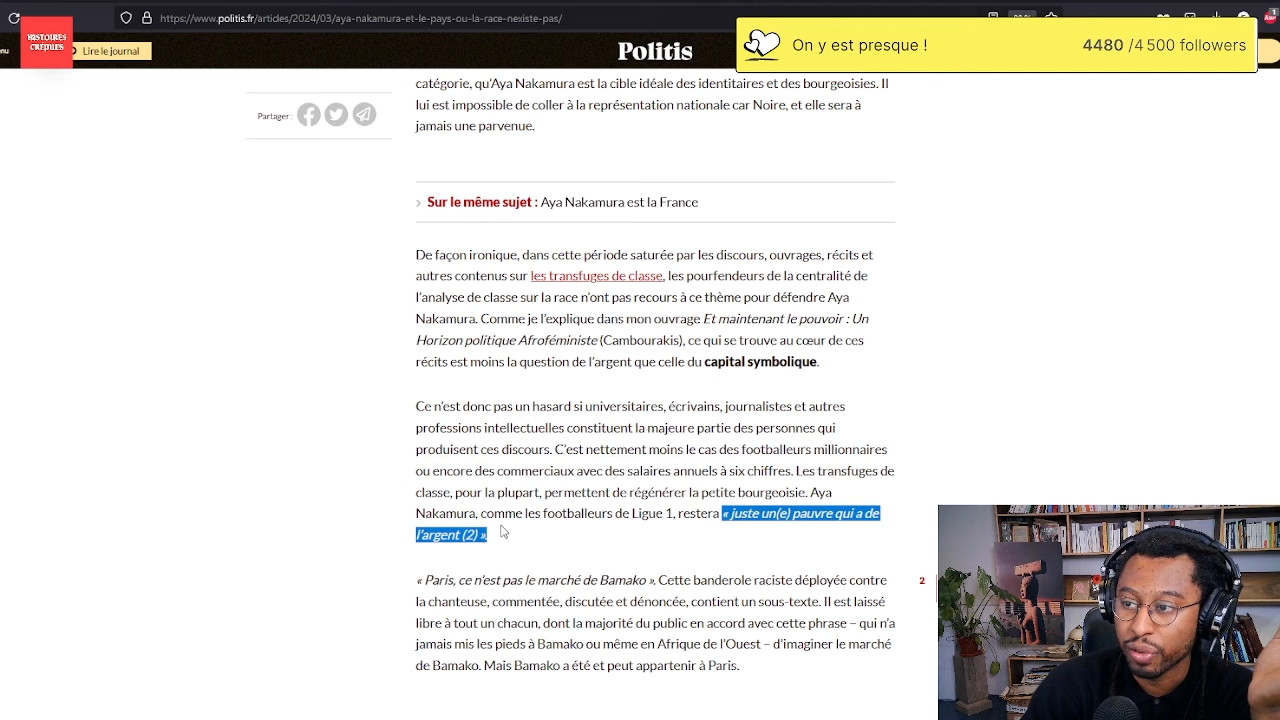 https://www.politis.fr/articles/2024/03/aya-nakamura-et-le-pays-ou-la-race-nexiste-pas/
HISTOIRES
CRÉPUES
nu
Lire le journal
Politis
On y est presque !
4480 /4 500 followers
catégorie, qu'Aya Nakamura est la cible idéale des identitaires et des bourgeoisies. Il
lui est impossible de coller à la représentation nationale car Noire, et elle sera à
jamais une parvenue.
Partager :
Sur le même sujet : Aya Nakamura est la France
De façon ironique, dans cette période saturée par les discours, ouvrages, récits et
autres contenus sur les transfuges de classe, les pourfendeurs de la centralité de
l'analyse de classe sur la race n'ont pas recours à ce thème pour défendre Aya
Nakamura. Comme je l'explique dans mon ouvrage Et maintenant le pouvoir : Un
Horizon politique Afroféministe (Cambourakis), ce qui se trouve au cœur de ces
récits est moins la question de l'argent que celle du capital symbolique.
Ce n'est donc pas un hasard si universitaires, écrivains, journalistes et autres
professions intellectuelles constituent la majeure partie des personnes qui
produisent ces discours. C'est nettement moins le cas des footballeurs millionnaires
ou encore des commerciaux avec des salaires annuels à six chiffres. Les transfuges de
classe, pour la plupart, permettent de régénérer la petite bourgeoisie. Aya
Nakamura, comme les footballeurs de Ligue 1, restera « juste un(e) pauvre qui a de
l'argent (2) ».
« Paris, ce n'est pas le marché de Bamako ». Cette banderole raciste déployée contre
la chanteuse, commentée, discutée et dénoncée, contient un sous-texte. Il est laissé
libre à tout un chacun, dont la majorité du public en accord avec cette phrase – qui n'a
jamais mis les pieds à Bamako ou même en Afrique de l'Ouest – d'imaginer le marché
de Bamako. Mais Bamako a été et peut appartenir à Paris.
2